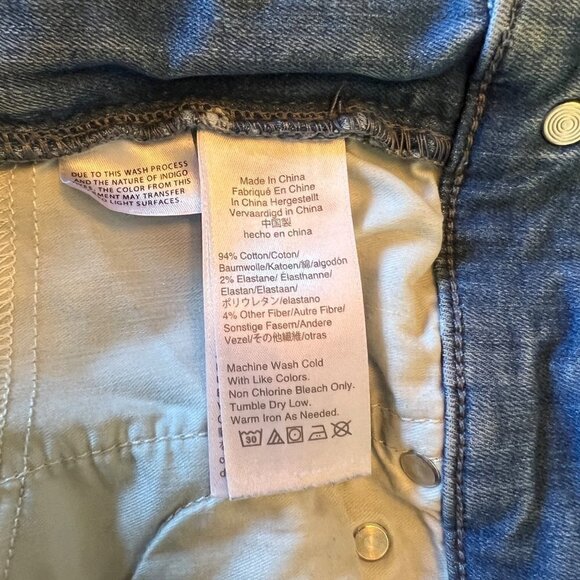 DUE TO THIS WASH PROCESS
AND THE NATURE OF INDIGO
THE COLOR FROM THIS
MAY TRANSFER
LIGHT SURFACES.
Made In China
Fabriqué En Chine
In China Hergestellt
Vervaardigd in China
中国製
hecho en china
94% Cotton/Coton/
Baumwolle/Katoen/綿/algodón
2% Elastane/ Élasthanne/
Elastan/Elastaan/
ポリウレタン/elastano
4% Other Fiber/Autre Fibre/
Sonstige Fasern/Andere
Vezel/その他繊維/otras
Machine Wash Cold
With Like Colors.
Non Chlorine Bleach Only.
Tumble Dry Low.
Warm Iron As Needed.
30